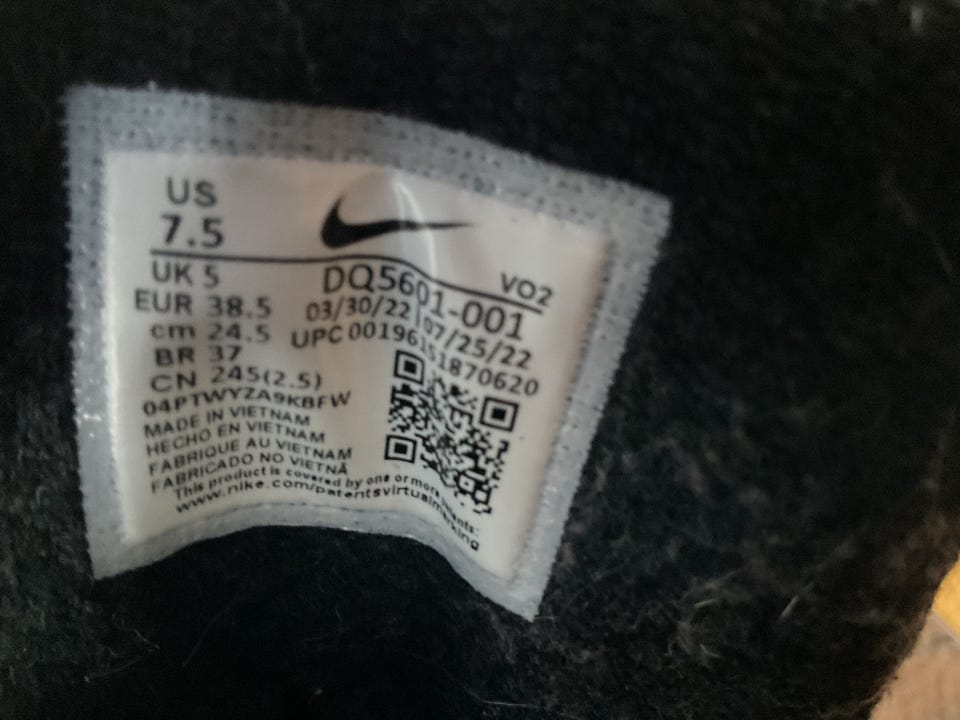 US
7.5
UK 5
EUR 38.5
cm 24.5
BR 37
CN 245(2.5)
04PTWYZA9KBFW
MADE IN VIETNAM
HECHO EN VIETNAM
FABRIQUE AU VIETNAM
FABRICADO NO VIETNÃ
This product is covered by one or more patents:
www.nike.com/patentsvirtualmarking
VO2
DQ5601-001
03/30/22 07/25/22
UPC 00196151870620